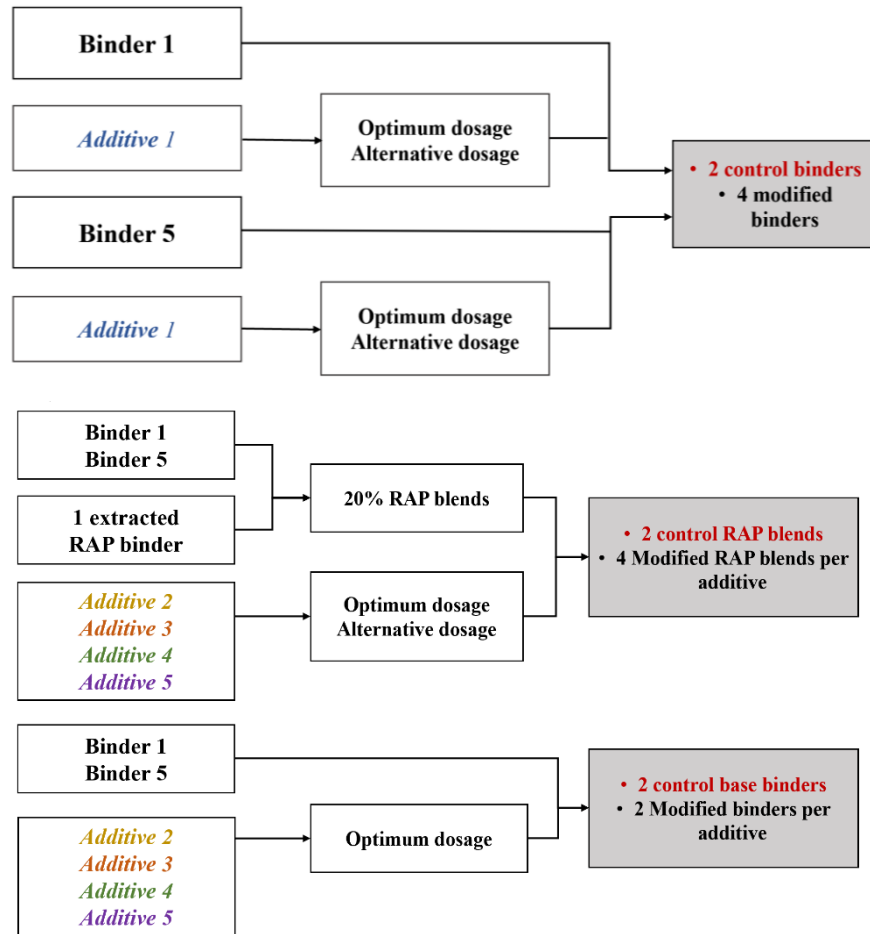 Binder 1
Additive 1
Optimum dosage
Alternative dosage
• 2 control binders
• 4 modified
binders
Binder 5
Additive 1
Optimum dosage
Alternative dosage
Binder 1
Binder 5
1 extracted
RAP binder
20% RAP blends
• 2 control RAP blends
• 4 Modified RAP blends per
additive
Additive 2
Additive 3
Additive 4
Additive 5
Optimum dosage
Alternative dosage
Binder 1
Binder 5
• 2 control base binders
• 2 Modified binders per
additive
Additive 2
Additive 3
Additive 4
Additive 5
Optimum dosage